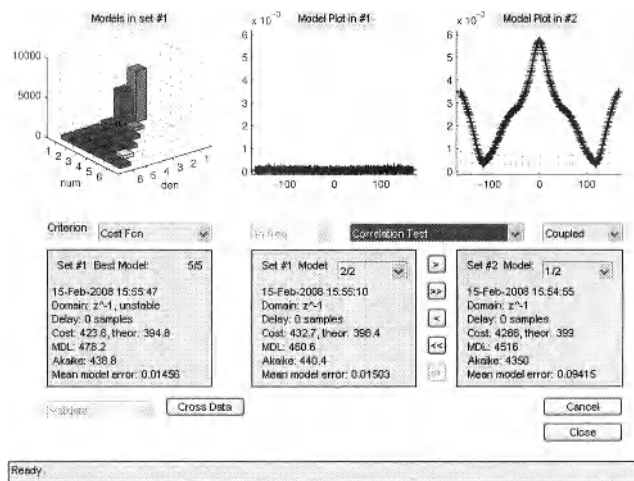 Models in set #1
10000
5000
0
1 2 3 4 5 6
num
6 5 4 3 2 1
den
Model Plot in #1
x 10^-3
6
5
4
3
2
1
0
-100 0 100
Model Plot in #2
x 10^-3
6
5
4
3
2
1
0
-100 0 100
Criterion
Cost Fcn
Correlation Test
Coupled
Set #1 Best Model: 5/5
15-Feb-2008 15:55:47
Domain: z^-1, unstable
Delay: 0 samples
Cost: 423.6, theor: 394.8
MDL: 478.2
Akaike: 438.8
Mean model error: 0.01456
Set #1 Model: 2/2
15-Feb-2008 15:55:10
Domain: z^-1
Delay: 0 samples
Cost: 432.7, theor: 398.4
MDL: 450.6
Akaike: 440.4
Mean model error: 0.01503
>
>>
<
<<
Set #2 Model: 1/2
15-Feb-2008 15:54:55
Domain: z^-1
Delay: 0 samples
Cost: 4286, theor: 399
MDL: 4516
Akaike: 4350
Mean model error: 0.09415
Validate
Cross Data
Cancel
Close
Ready.